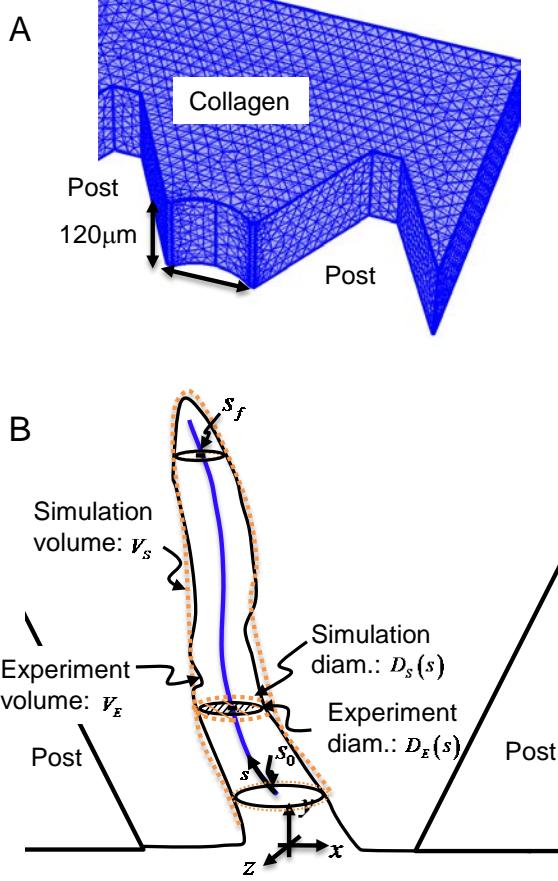 A
Collagen
Post
120μm
Post
B
s_f
Simulation
volume: V_S
Simulation
diam.: D_S(s)
Experiment
volume: V_E
Experiment
diam.: D_E(s)
Post
Post
s_0
s
y
x
z